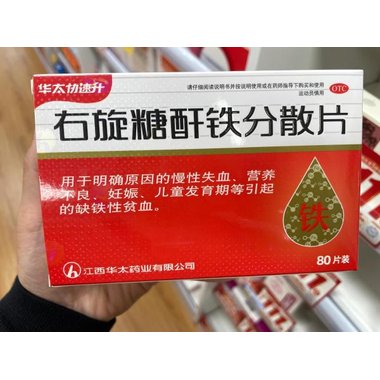 华太协速升
请仔细阅读说明书并按说明使用或在药师指导下购买和使用
运动员慎用
OTC
右旋糖酐铁分散片
用于明确原因的慢性失血、营养
不良、妊娠、儿童发育期等引起
的缺铁性贫血。
铁
江西华太药业有限公司
80片装